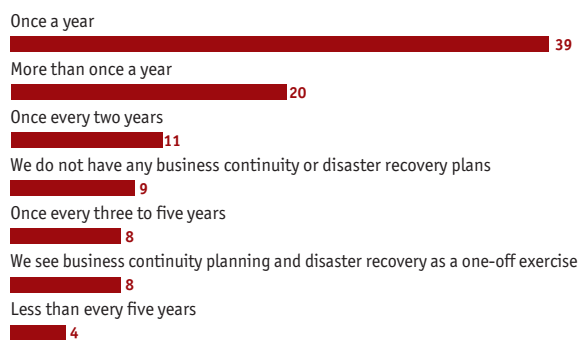 Once a year
39
More than once a year
20
Once every two years
11
We do not have any business continuity or disaster recovery plans
9
Once every three to five years
8
We see business continuity planning and disaster recovery as a one-off exercise
8
Less than every five years
4